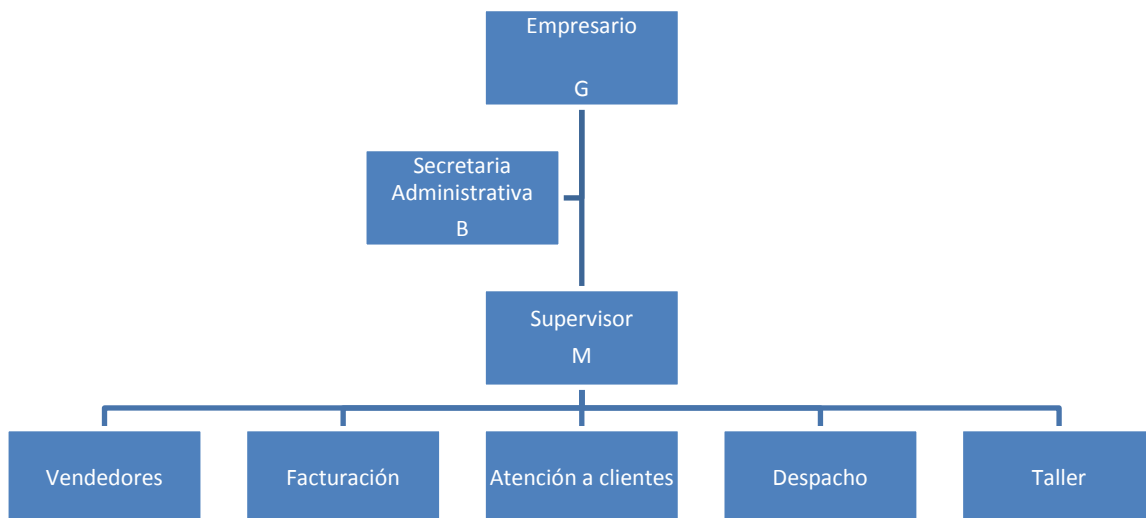 Empresario
G
Secretaria
Administrativa
B
Supervisor
M
Vendedores
Facturación
Atención a clientes
Despacho
Taller